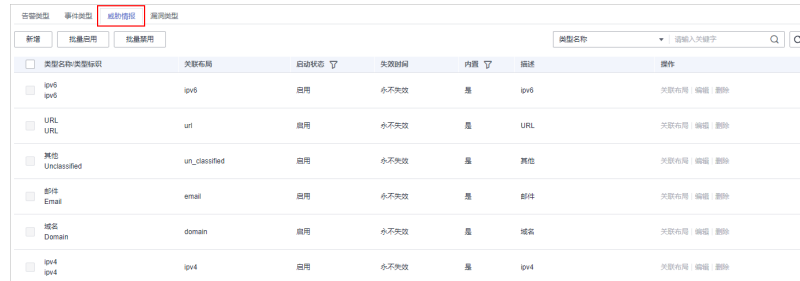 告警类型 事件类型 威胁情报 漏洞类型
新增 批量启用 批量禁用 类型名称 请输入关键字
类型名称/类型标识 关联布局 启动状态 失效时间 内置 描述 操作
ipv6
ipv6 ipv6 启用 永不失效 是 ipv6 关联布局 编辑 删除
URL
URL url 启用 永不失效 是 URL 关联布局 编辑 删除
其他
Unclassified un_classified 启用 永不失效 是 其他 关联布局 编辑 删除
邮件
Email email 启用 永不失效 是 邮件 关联布局 编辑 删除
域名
Domain domain 启用 永不失效 是 域名 关联布局 编辑 删除
ipv4
ipv4 ipv4 启用 永不失效 是 ipv4 关联布局 编辑 删除